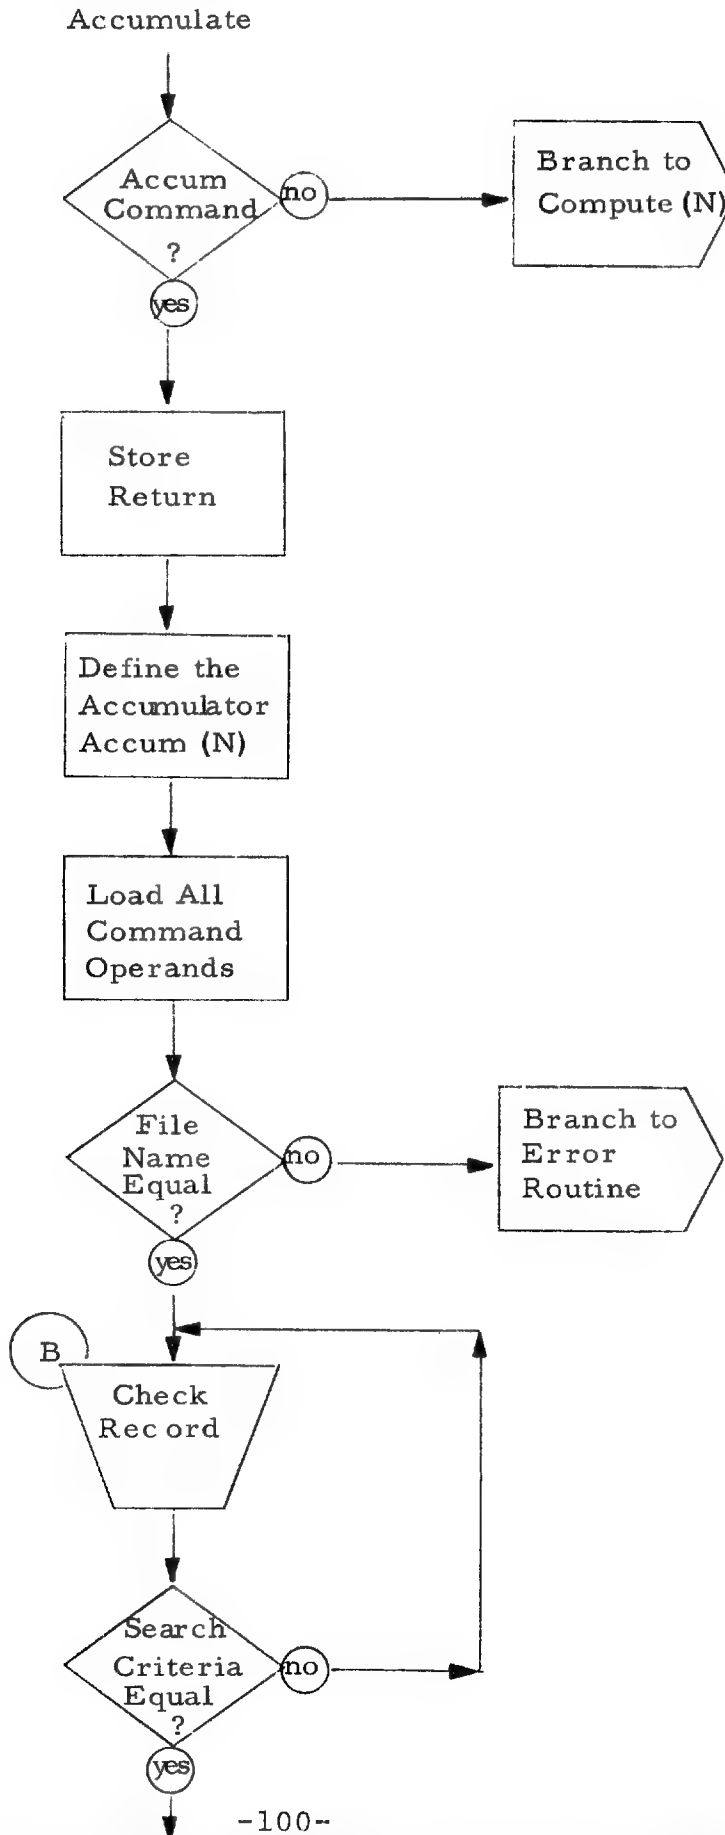 Accumulate
Accum
Command
?
no
Branch to
Compute (N)
yes
Store
Return
Define the
Accumulator
Accum (N)
Load All
Command
Operands
File
Name
Equal
?
no
Branch to
Error
Routine
yes
B
Check
Record
Search
Criteria
Equal
?
no
yes
-100-